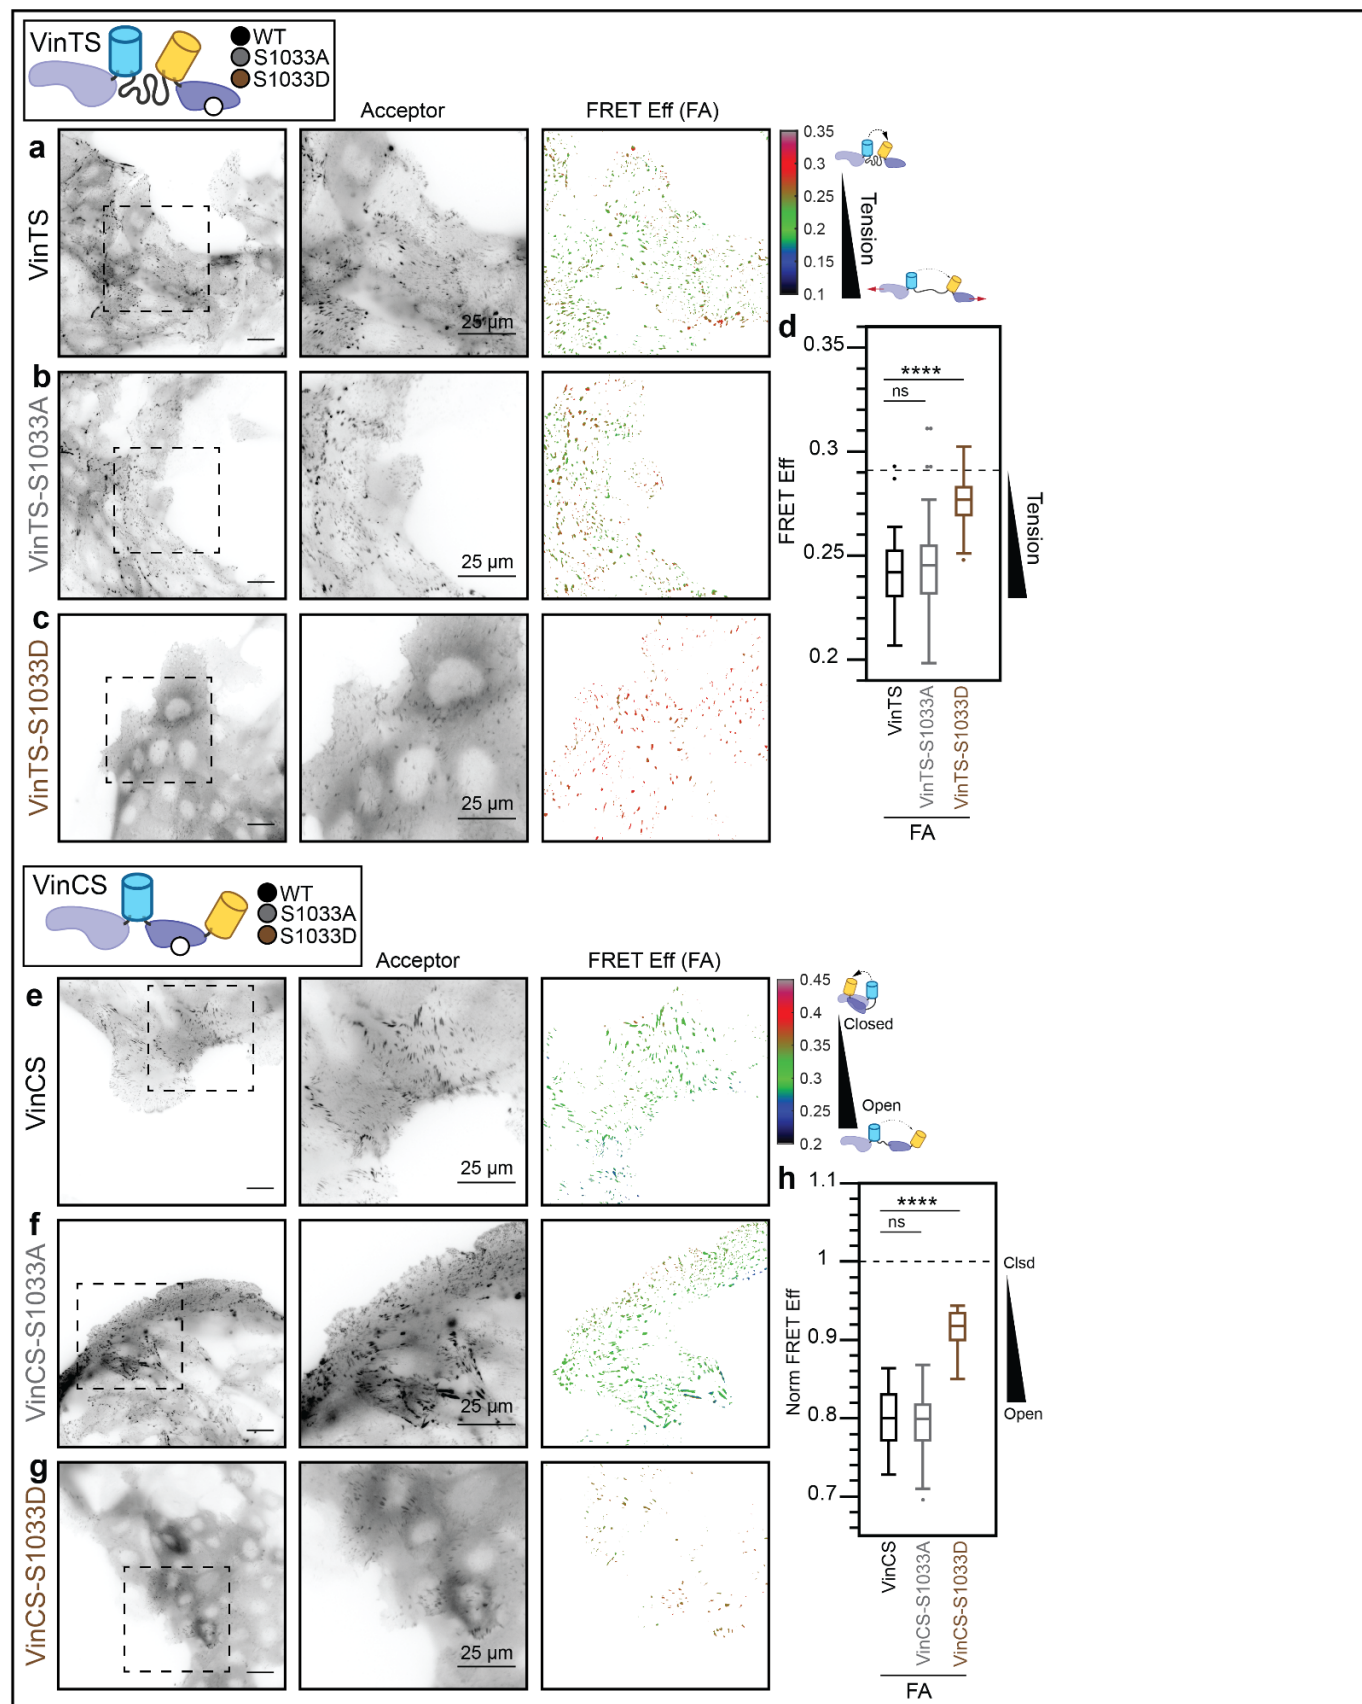 VinTS
WT
S1033A
S1033D
Acceptor
FRET Eff (FA)
a
VinTS
25 µm
0.35
0.3
0.25
0.2
0.15
0.1
Tension
b
VinTS-S1033A
25 µm
c
VinTS-S1033D
25 µm
d
FRET Eff
0.35
0.3
0.25
0.2
****
ns
Tension
VinTS
VinTS-S1033A
VinTS-S1033D
FA
VinCS
WT
S1033A
S1033D
Acceptor
FRET Eff (FA)
e
VinCS
25 µm
0.45
0.4
0.35
0.3
0.25
0.2
Closed
Open
f
VinCS-S1033A
25 µm
g
VinCS-S1033D
25 µm
h
Norm FRET Eff
1.1
1
0.9
0.8
0.7
****
ns
Clsd
Open
VinCS
VinCS-S1033A
VinCS-S1033D
FA